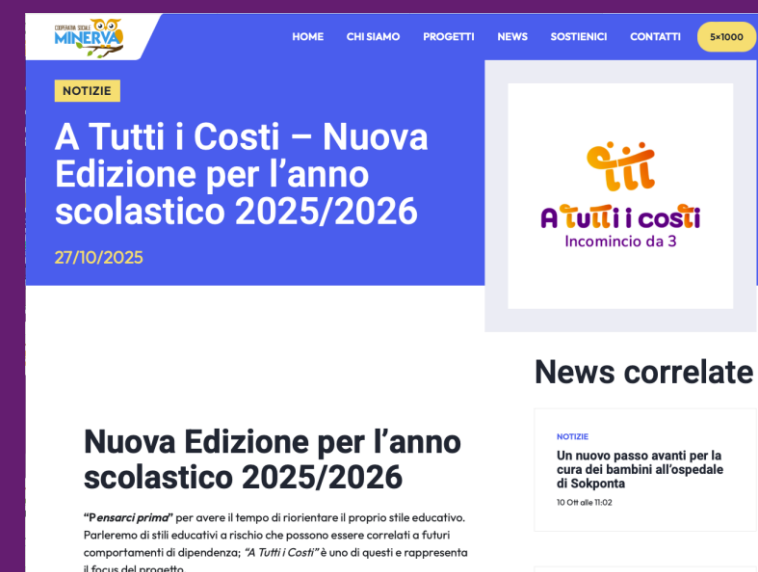 COOPERATIVA SOCIALE
MINERVA
HOME CHI SIAMO PROGETTI NEWS SOSTIENICI CONTATTI 5×1000
NOTIZIE
A Tutti i Costi – Nuova
Edizione per l’anno
scolastico 2025/2026
27/10/2025
A Tutti i costi
Incomincio da 3
News correlate
NOTIZIE
Un nuovo passo avanti per la
cura dei bambini all’ospedale
di Sokponta
10 Ott alle 11:02
Nuova Edizione per l’anno
scolastico 2025/2026
“Pensarci prima” per avere il tempo di riorientare il proprio stile educativo.
Parleremo di stili educativi a rischio che possono essere correlati a futuri
comportamenti di dipendenza; “A Tutti i Costi” è uno di questi e rappresenta
il focus del progetto.